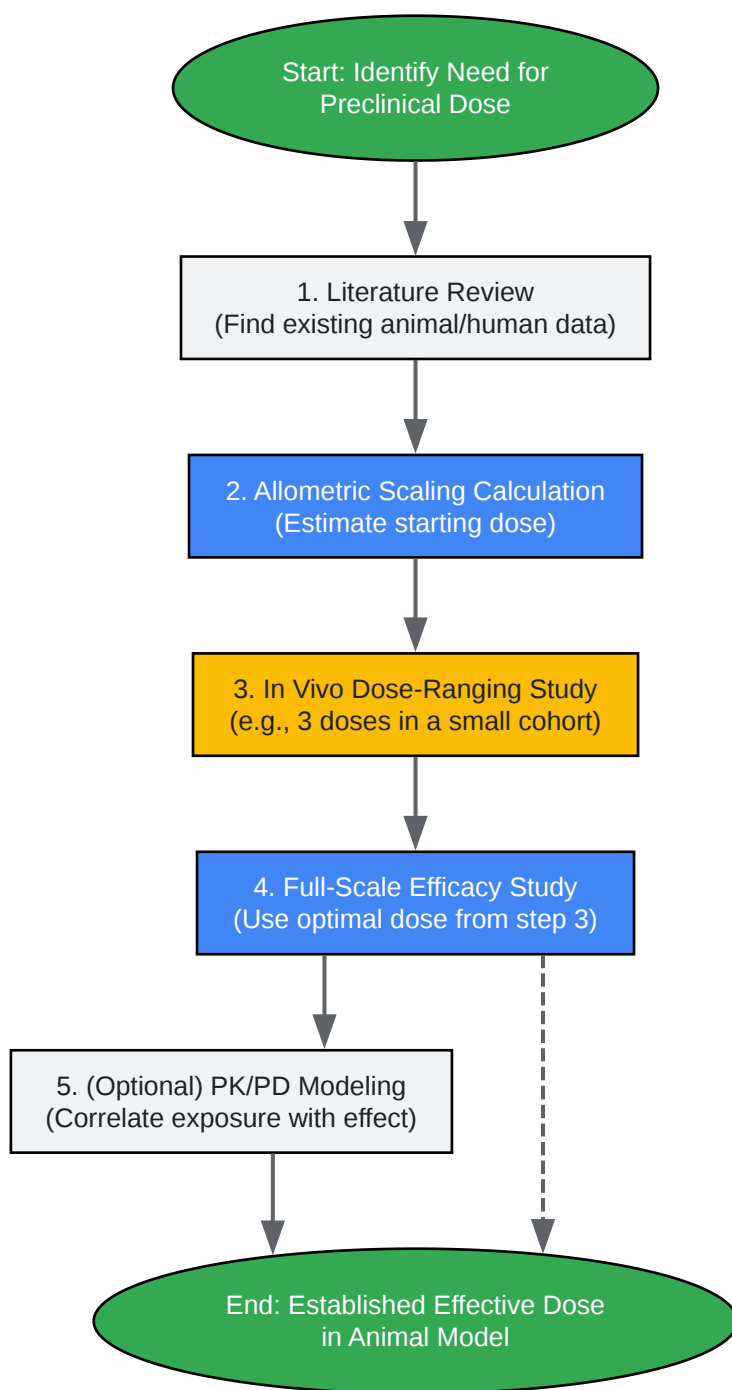 Start: Identify Need for
Preclinical Dose
1. Literature Review
(Find existing animal/human data)
2. Allometric Scaling Calculation
(Estimate starting dose)
3. In Vivo Dose-Ranging Study
(e.g., 3 doses in a small cohort)
4. Full-Scale Efficacy Study
(Use optimal dose from step 3)
5. (Optional) PK/PD Modeling
(Correlate exposure with effect)
End: Established Effective Dose
in Animal Model